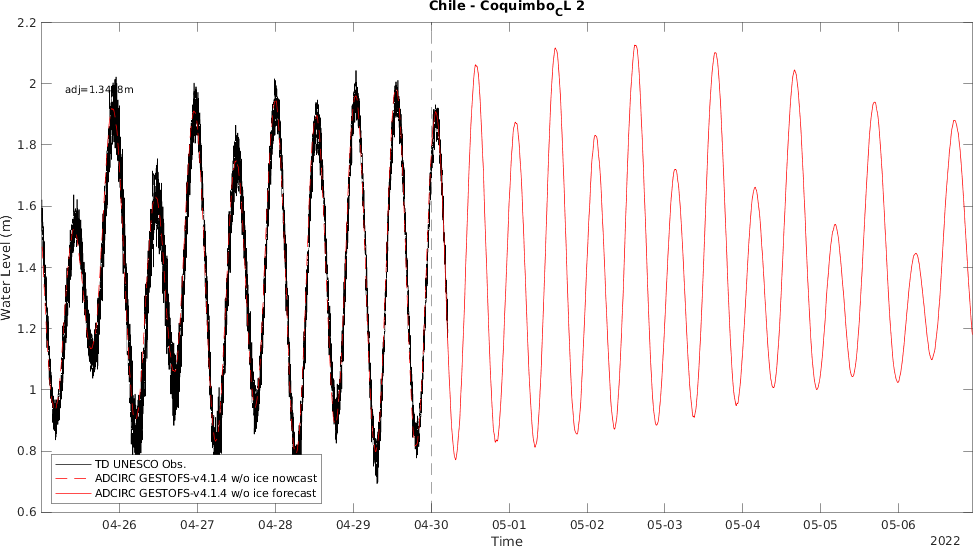 Chile - Coquimbo_CL 2
2.2
2
1.8
1.6
1.4
1.2
1
0.8
0.6
Water Level (m)
TD UNESCO Obs.
ADCIRC GESTOFS-v4.1.4 w/o ice nowcast
ADCIRC GESTOFS-v4.1.4 w/o ice forecast
04-26 04-27 04-28 04-29 04-30 05-01 05-02 05-03 05-04 05-05 05-06
Time
2022